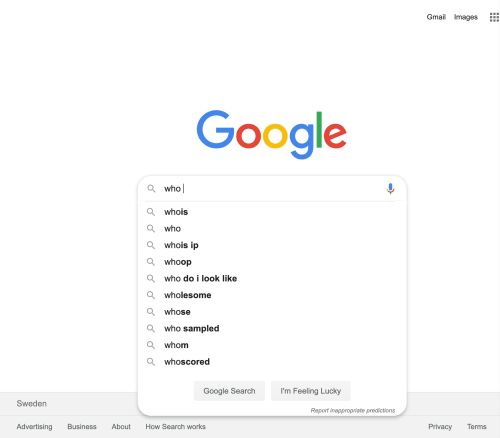 Gmail Images
Google
who
whois
who
whois ip
whoop
who do i look like
wholesome
whose
who sampled
whom
whoscored
Google Search I'm Feeling Lucky
Report inappropriate predictions
Sweden
Advertising Business About How Search works Privacy Terms